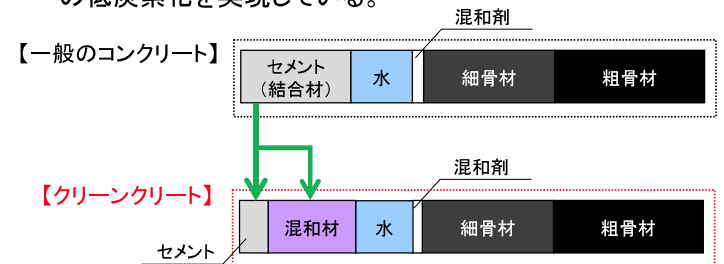 の低炭素化を実現している。
混和剤
【一般のコンクリート】
セメント
（結合材）
水
細骨材
粗骨材
混和剤
【クリーンクリート】
混和材
水
細骨材
粗骨材
セメント